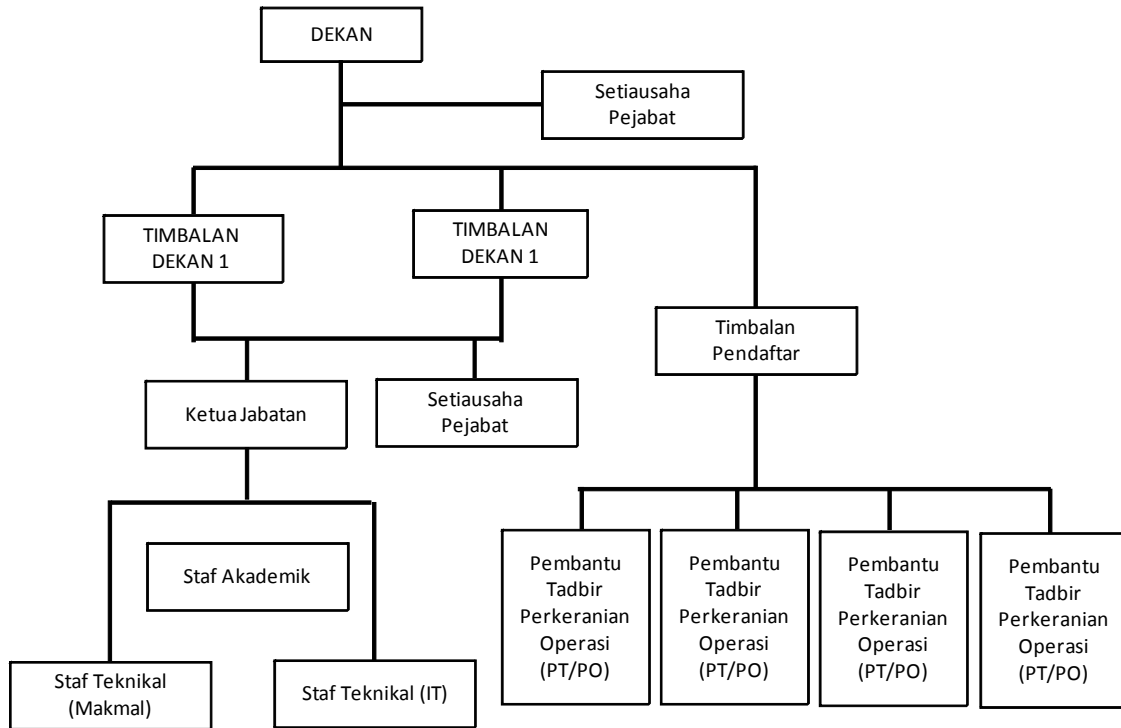 DEKAN
Setiausaha
Pejabat
TIMBALAN
DEKAN 1
TIMBALAN
DEKAN 1
Timbalan
Pendaftar
Ketua Jabatan
Setiausaha
Pejabat
Staf Akademik
Staf Teknikal
(Makmal)
Staf Teknikal (IT)
Pembantu
Tadbir
Perkeranian
Operasi
(PT/PO)
Pembantu
Tadbir
Perkeranian
Operasi
(PT/PO)
Pembantu
Tadbir
Perkeranian
Operasi
(PT/PO)
Pembantu
Tadbir
Perkeranian
Operasi
(PT/PO)